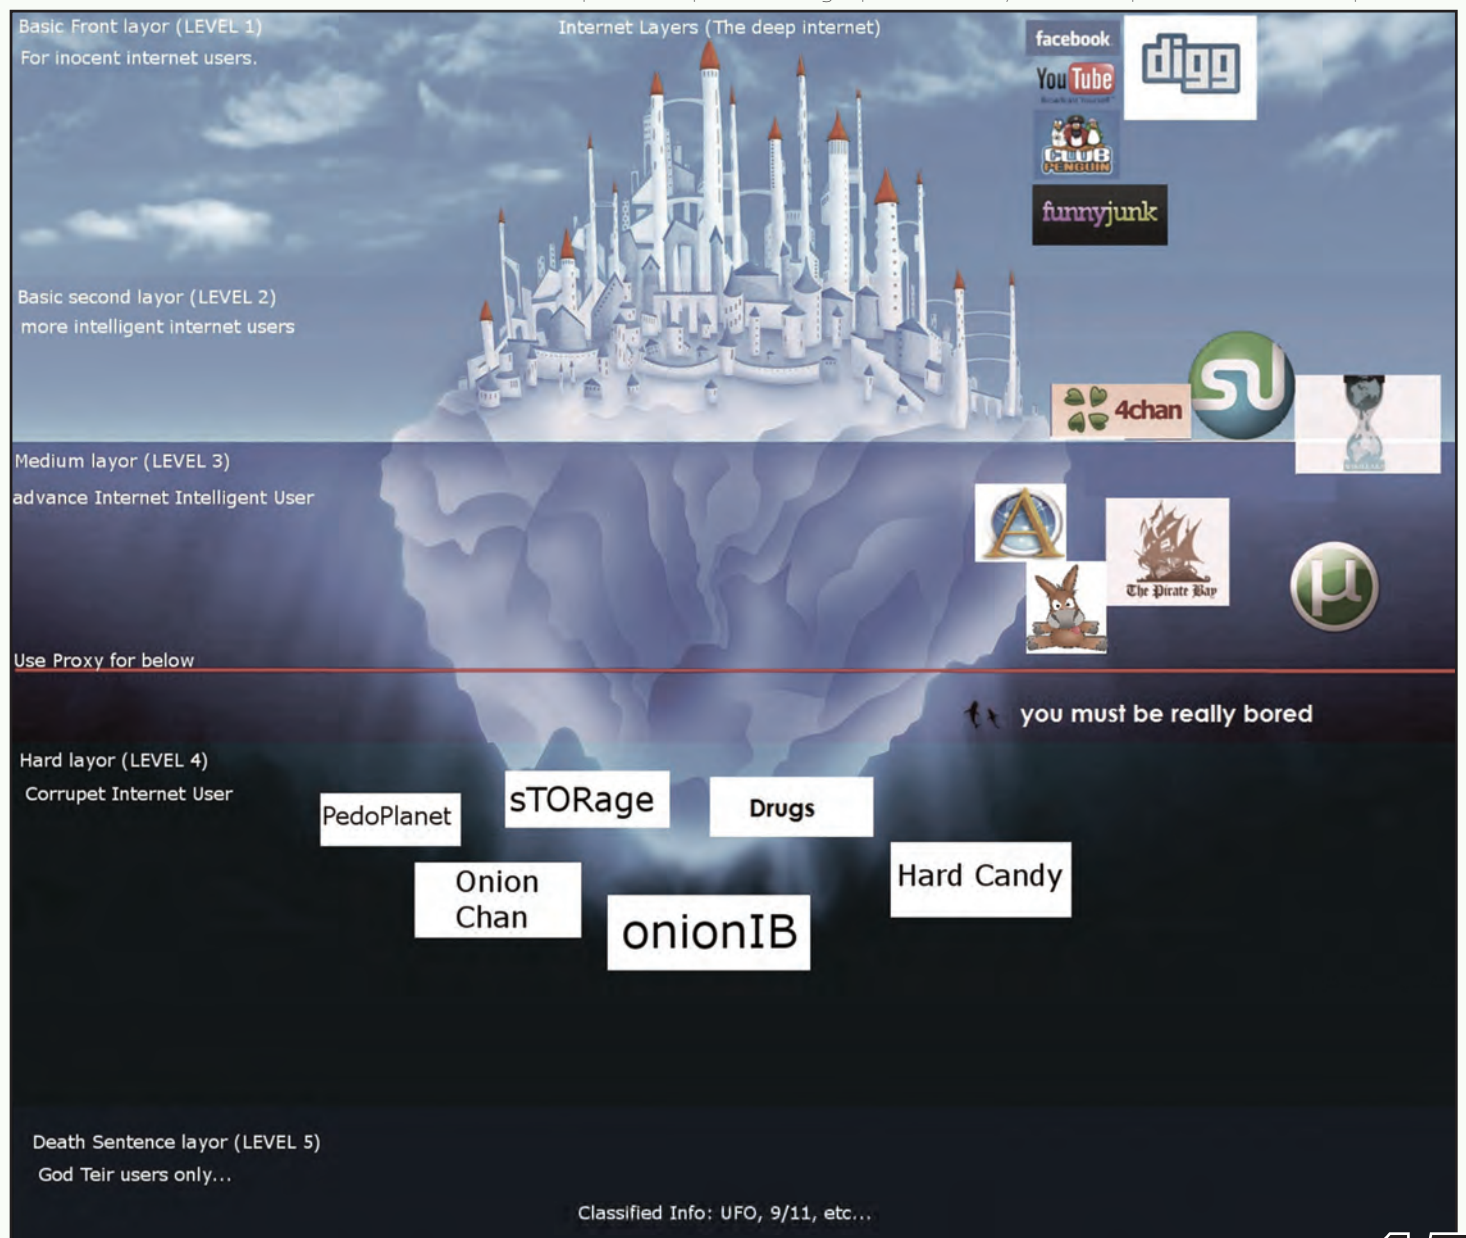 Basic Front layor (LEVEL 1)
For inocent internet users.
Internet Layers (The deep internet)
facebook
digg
You Tube
Broadcast Yourself™
CLUB
PENGUIN
funnyjunk
Basic second layor (LEVEL 2)
more intelligent internet users
4chan
Medium layor (LEVEL 3)
advance Internet Intelligent User
The Pirate Bay
µ
Use Proxy for below
you must be really bored
Hard layor (LEVEL 4)
Corrupet Internet User
PedoPlanet
sTORage
Drugs
Onion
Chan
onionIB
Hard Candy
Death Sentence layor (LEVEL 5)
God Teir users only...
Classified Info: UFO, 9/11, etc...